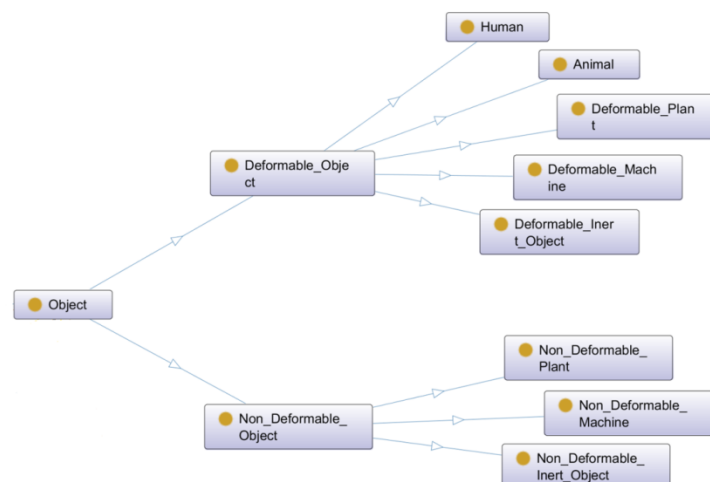 Human
Animal
Deformable_Plan
t
Deformable_Obje
ct
Deformable_Mach
ine
Deformable_Iner
t_Object
Object
Non_Deformable_
Plant
Non_Deformable_
Object
Non_Deformable_
Machine
Non_Deformable_
Inert_Object